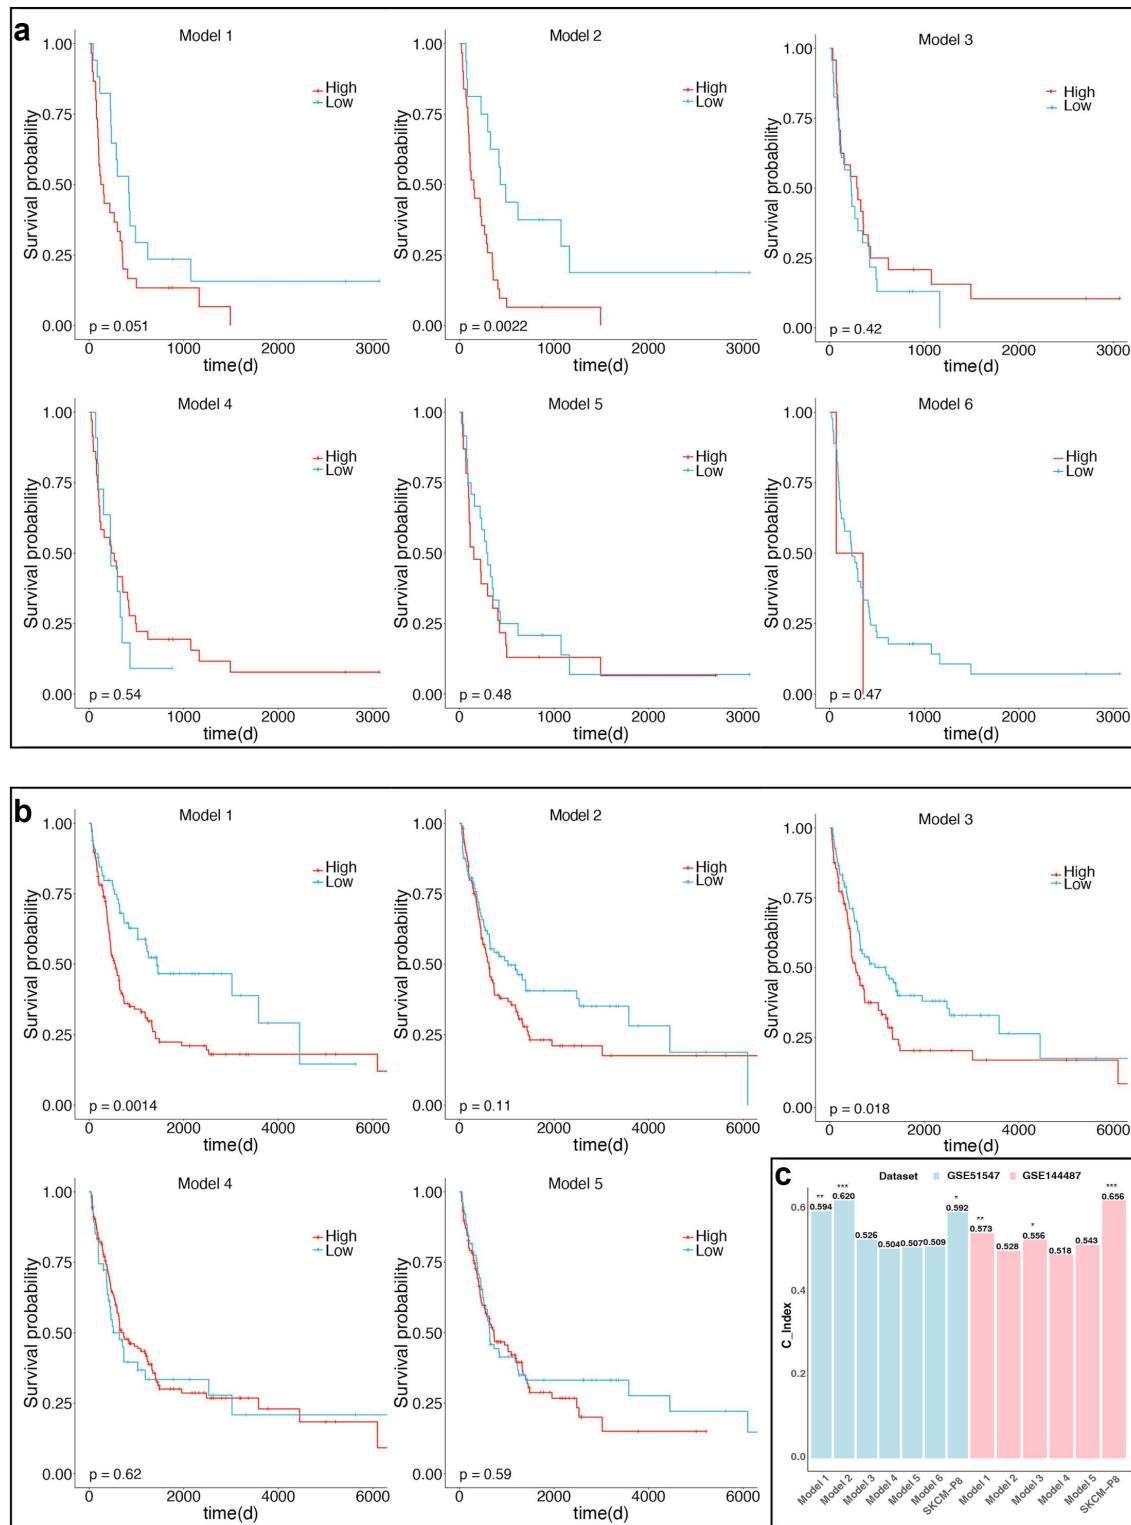 a
Model 1
Survival probability
1.00
0.75
0.50
0.25
0.00
High
Low
p = 0.051
0 1000 2000 3000
time(d)
Model 2
Survival probability
1.00
0.75
0.50
0.25
0.00
High
Low
p = 0.0022
0 1000 2000 3000
time(d)
Model 3
Survival probability
1.00
0.75
0.50
0.25
0.00
High
Low
p = 0.42
0 1000 2000 3000
time(d)
Model 4
Survival probability
1.00
0.75
0.50
0.25
0.00
High
Low
p = 0.54
0 1000 2000 3000
time(d)
Model 5
Survival probability
1.00
0.75
0.50
0.25
0.00
High
Low
p = 0.48
0 1000 2000 3000
time(d)
Model 6
Survival probability
1.00
0.75
0.50
0.25
0.00
High
Low
p = 0.47
0 1000 2000 3000
time(d)
b
Model 1
Survival probability
1.00
0.75
0.50
0.25
0.00
High
Low
p = 0.0014
0 2000 4000 6000
time(d)
Model 2
Survival probability
1.00
0.75
0.50
0.25
0.00
High
Low
p = 0.11
0 2000 4000 6000
time(d)
Model 3
Survival probability
1.00
0.75
0.50
0.25
0.00
High
Low
p = 0.018
0 2000 4000 6000
time(d)
Model 4
Survival probability
1.00
0.75
0.50
0.25
0.00
High
Low
p = 0.62
0 2000 4000 6000
time(d)
Model 5
Survival probability
1.00
0.75
0.50
0.25
0.00
High
Low
p = 0.59
0 2000 4000 6000
time(d)
c
Dataset GSE51547 GSE144487
C_Index
0.6
0.4
0.2
0.0
** *** * ** * ***
0.594 0.620 0.526 0.504 0.507 0.509 0.592 0.573 0.528 0.556 0.518 0.543 0.656
Model 1 Model 2 Model 3 Model 4 Model 5 Model 6 SKCM-P8 Model 1 Model 2 Model 3 Model 4 Model 5 SKCM-P8